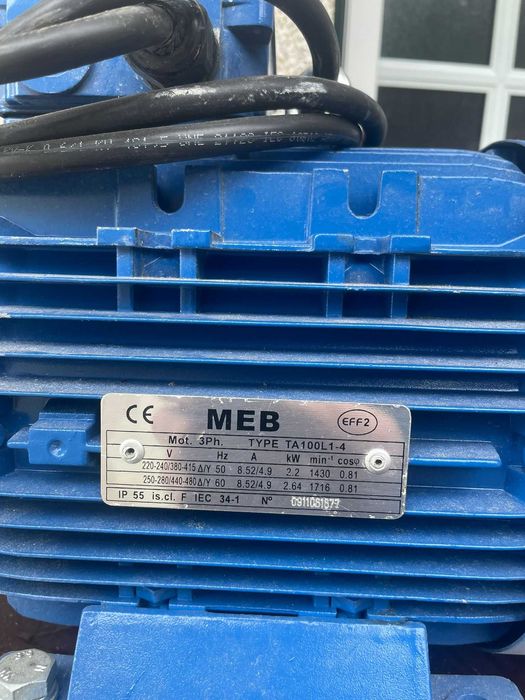 CE MEB EFF2
Mot. 3Ph. TYPE TA100L1-4
V Hz A kW min⁻¹ cosφ
220-240/380-415 Δ/Y 50 8.52/4.9 2.2 1430 0.81
250-280/440-480 Δ/Y 60 8.52/4.9 2.64 1716 0.81
IP 55 is.cl. F IEC 34-1 Nº 0911061577